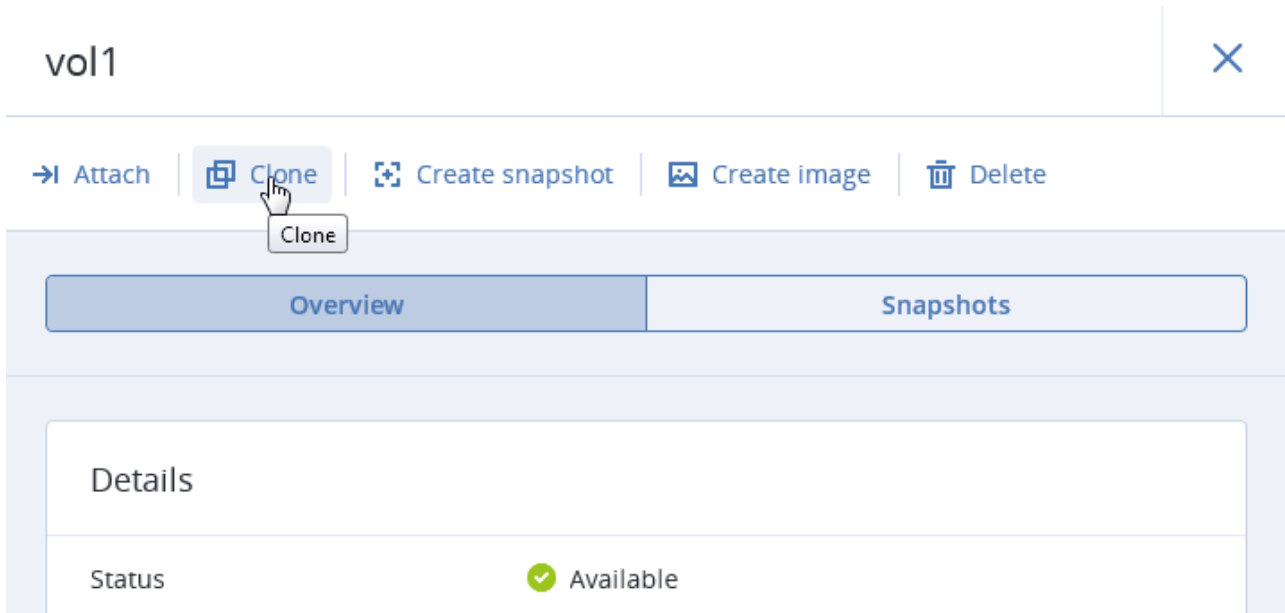 vol1
Attach Clone Create snapshot Create image Delete
Clone
Overview Snapshots
Details
Status Available